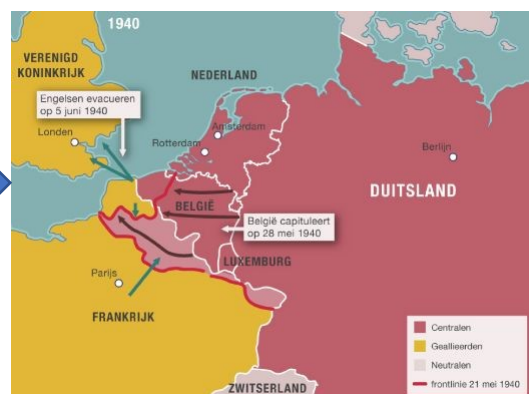 1940
VERENIGD
KONINKRIJK
NEDERLAND
Engelsen evacueren
op 5 juni 1940
Londen
Amsterdam
Rotterdam
Berlijn
DUITSLAND
BELGIË
België capituleert
op 28 mei 1940
LUXEMBURG
Parijs
FRANKRIJK
ZWITSERLAND
Centralen
Geallieerden
Neutralen
frontlinie 21 mei 1940